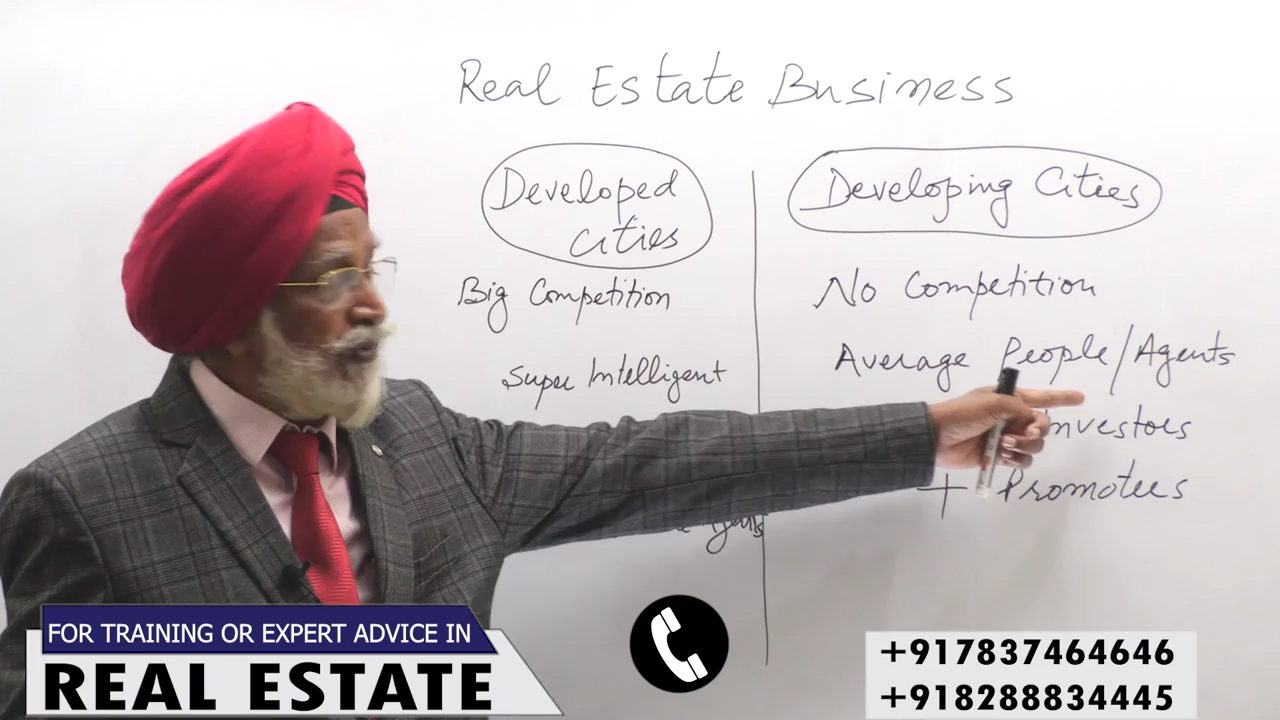 Real Estate Business
Developed
Cities
Developing Cities
Big Competition
No Competition
Super Intelligent
Average People/Agents
Investors
+ Promoters
FOR TRAINING OR EXPERT ADVICE IN
REAL ESTATE
+917837464646
+918288834445